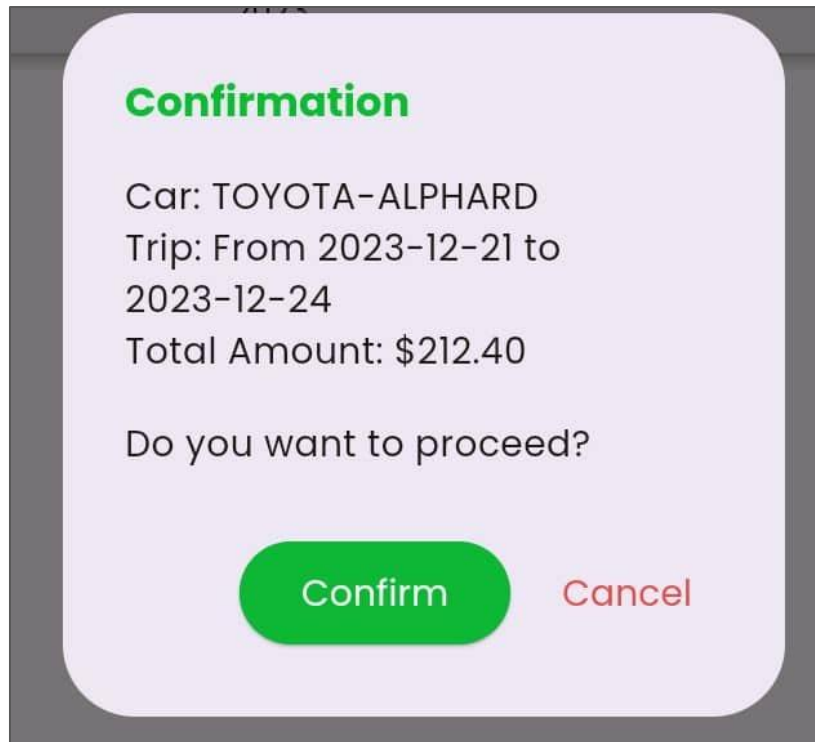 Confirmation
Car: TOYOTA-ALPHARD
Trip: From 2023-12-21 to
2023-12-24
Total Amount: $212.40
Do you want to proceed?
Confirm Cancel